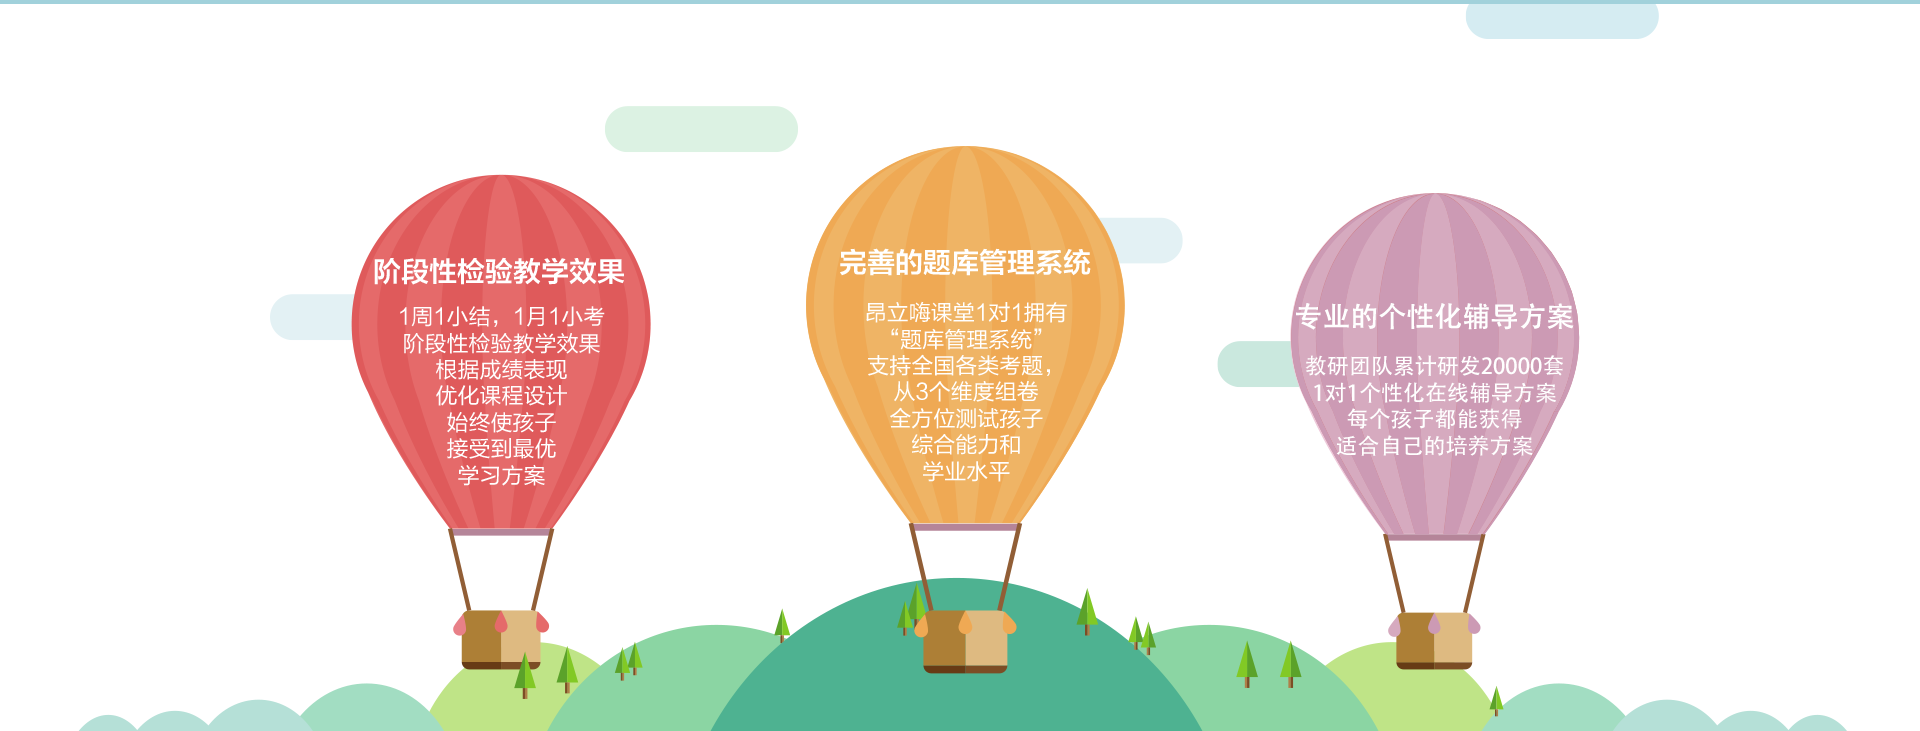 阶段性检验教学效果
1周1小结，1月1小考
阶段性检验教学效果
根据成绩表现
优化课程设计
始终使孩子
接受到最优
学习方案
完善的题库管理系统
昂立嗨课堂1对1拥有
“题库管理系统”
支持全国各类考题，
从3个维度组卷
全方位测试孩子
综合能力和
学业水平
专业的个性化辅导方案
教研团队累计研发20000套
1对1个性化在线辅导方案
每个孩子都能获得
适合自己的培养方案